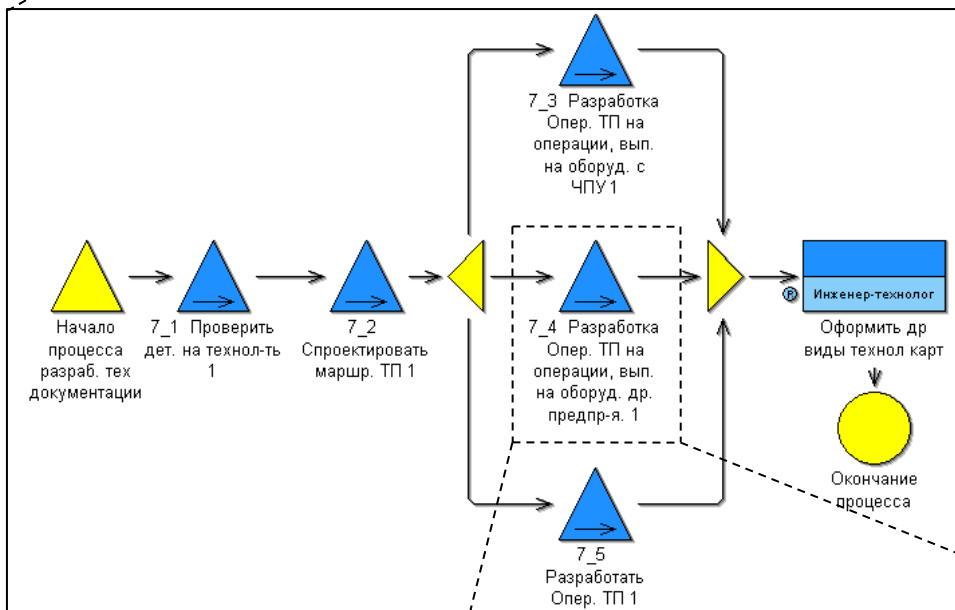 7_3 Разработка
Опер. ТП на
операции, вып.
на оборуд. с
ЧПУ 1
Начало
процесса
разраб. тех
документации
7_1 Проверить
дет. на технол-ть
1
7_2
Спроектировать
маршр. ТП 1
7_4 Разработка
Опер. ТП на
операции, вып.
на оборуд. др.
предпр-я. 1
R
Инженер-технолог
Оформить др
виды технол карт
Окончание
процесса
7_5
Разработать
Опер. ТП 1